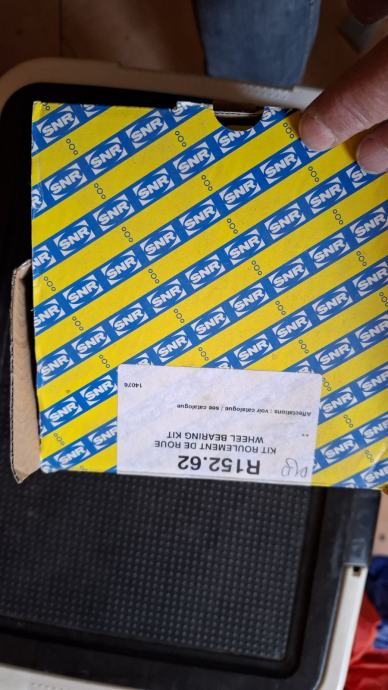 SNR
R152.62
KIT ROULEMENT DE ROUE
WHEEL BEARING KIT
**
Affectations : voir catalogue / see catalogue
14076